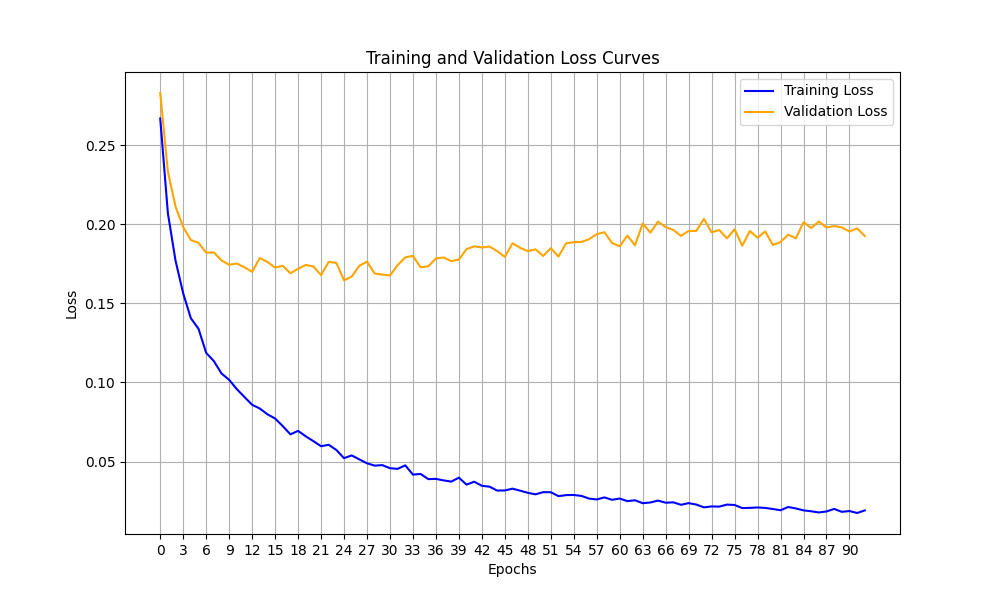 Training and Validation Loss Curves
Training Loss
Validation Loss
0.25
0.20
0.15
0.10
0.05
Loss
0 3 6 9 12 15 18 21 24 27 30 33 36 39 42 45 48 51 54 57 60 63 66 69 72 75 78 81 84 87 90
Epochs